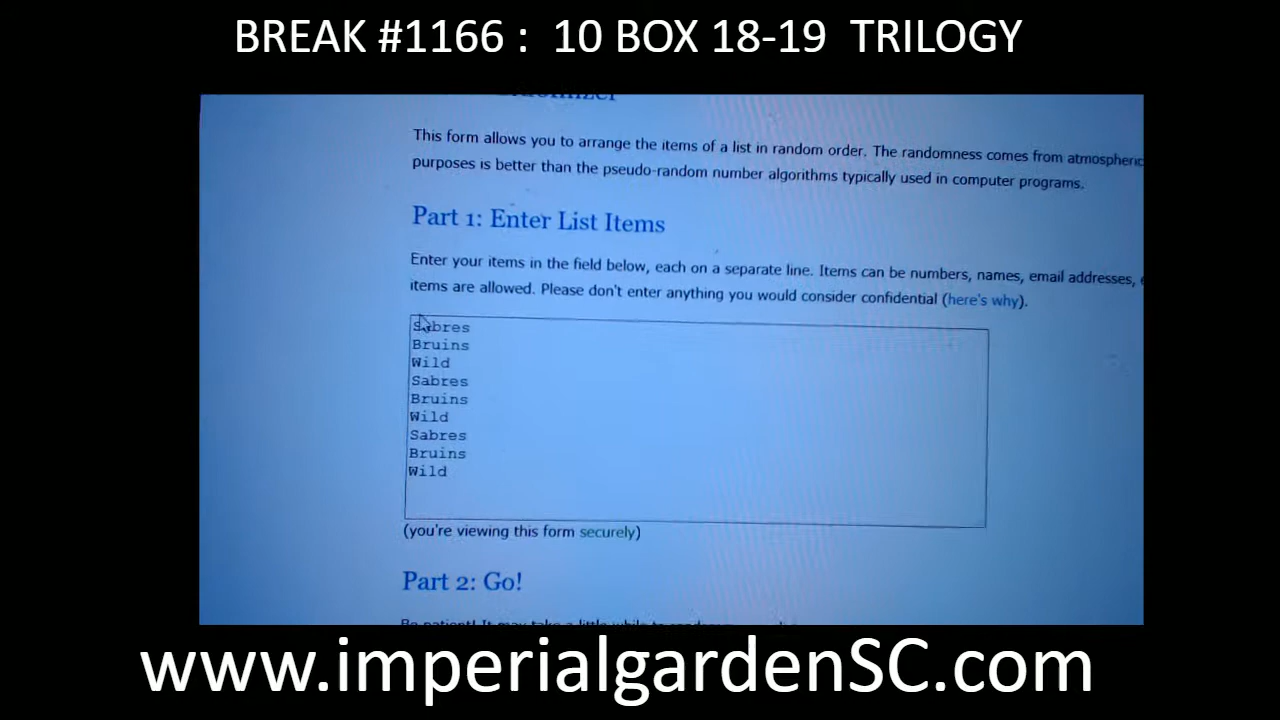 BREAK #1166 : 10 BOX 18-19 TRILOGY
This form allows you to arrange the items of a list in random order. The randomness comes from atmospheric
purposes is better than the pseudo-random number algorithms typically used in computer programs.
Part 1: Enter List Items
Enter your items in the field below, each on a separate line. Items can be numbers, names, email addresses,
items are allowed. Please don't enter anything you would consider confidential (here's why).
Sabres
Bruins
Wild
Sabres
Bruins
Wild
Sabres
Bruins
Wild
(you're viewing this form securely)
Part 2: Go!
www.imperialgardenSC.com